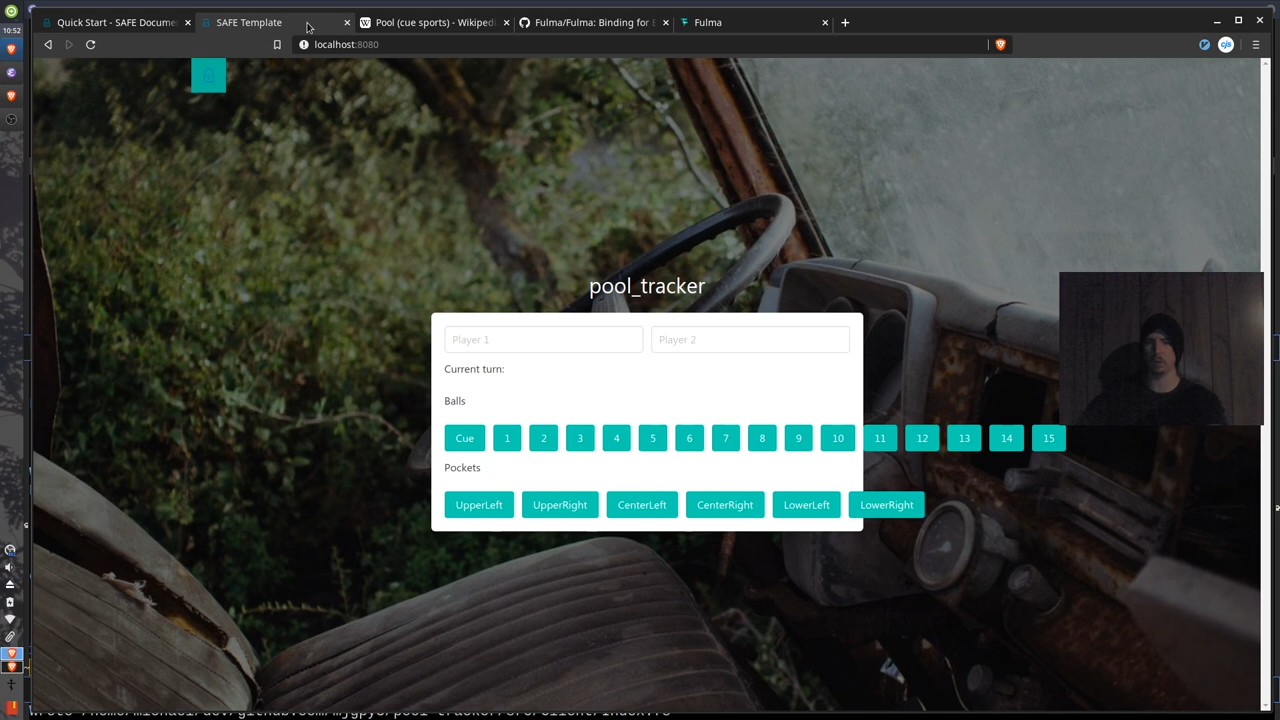 Quick Start - SAFE Docume
SAFE Template
Pool (cue sports) - Wikipedi
Fulma/Fulma: Binding for E
Fulma
10:52
localhost:8080
pool_tracker
Player 1
Player 2
Current turn:
Balls
Cue 1 2 3 4 5 6 7 8 9 10 11 12 13 14 15
Pockets
UpperLeft UpperRight CenterLeft CenterRight LowerLeft LowerRight